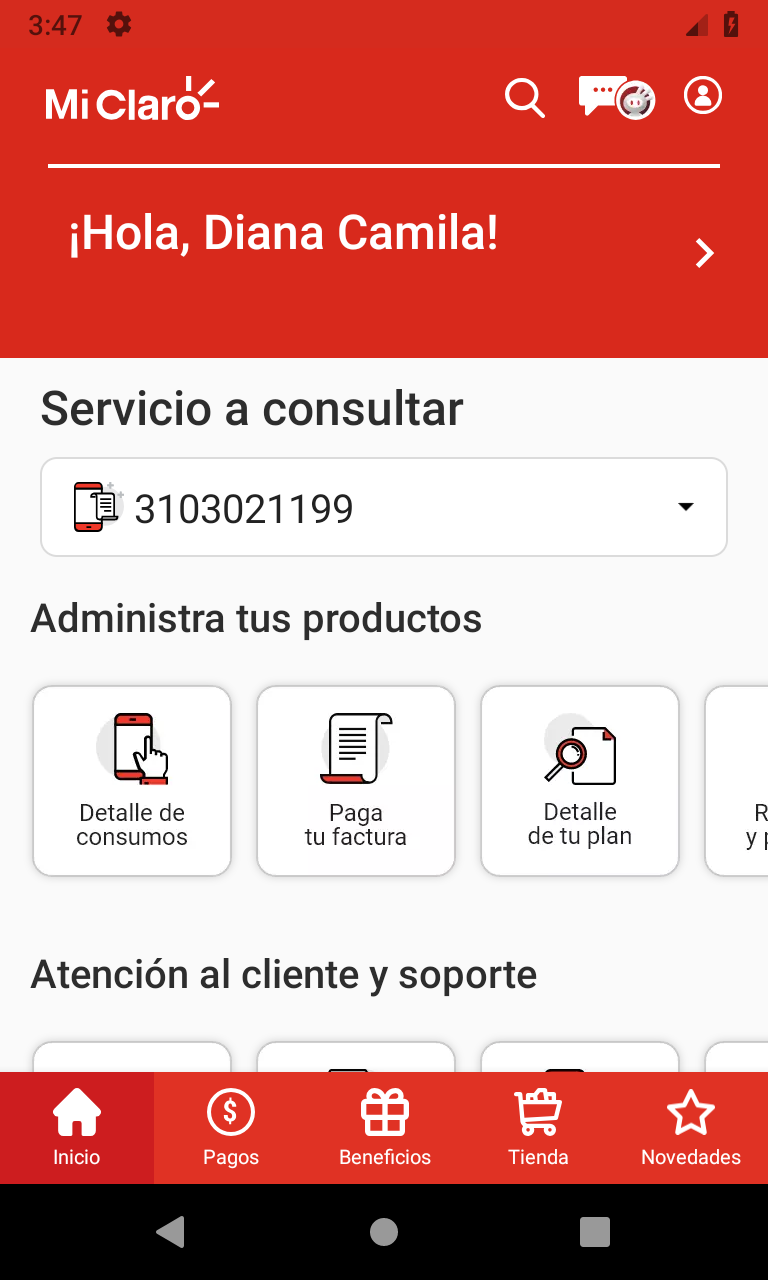 3:47
Mi Claro
¡Hola, Diana Camila!
Servicio a consultar
3103021199
Administra tus productos
Detalle de
consumos
Paga
tu factura
Detalle
de tu plan
R
y p
Atención al cliente y soporte
Inicio
Pagos
Beneficios
Tienda
Novedades